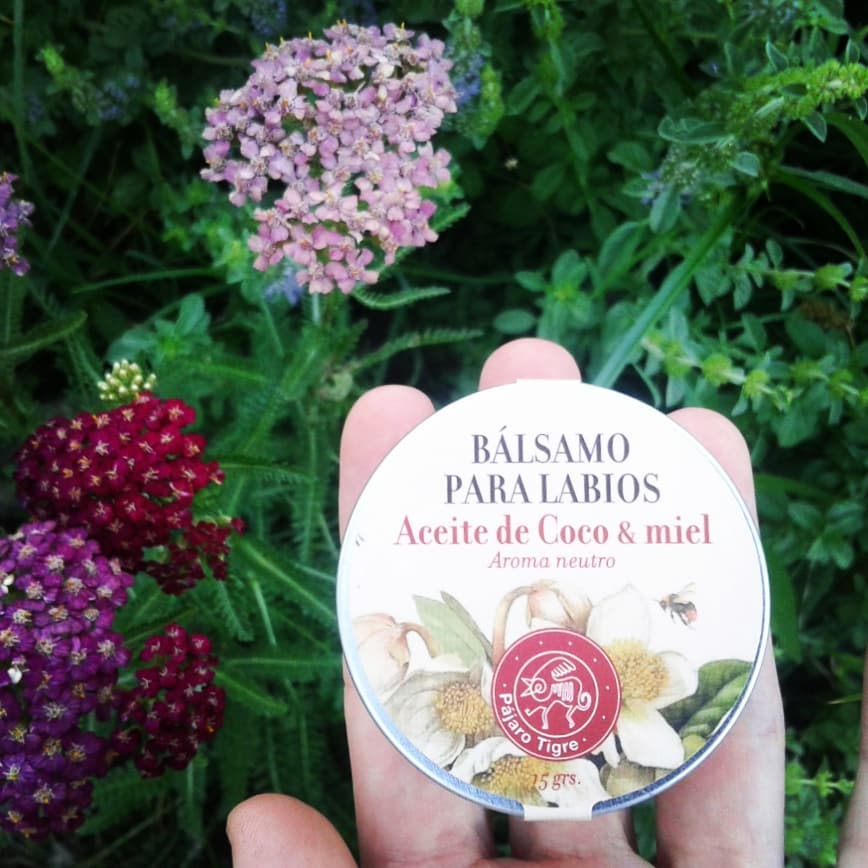 BÁLSAMO
PARA LABIOS
Aceite de Coco & miel
Aroma neutro
Pájaro Tigre
15 grs.